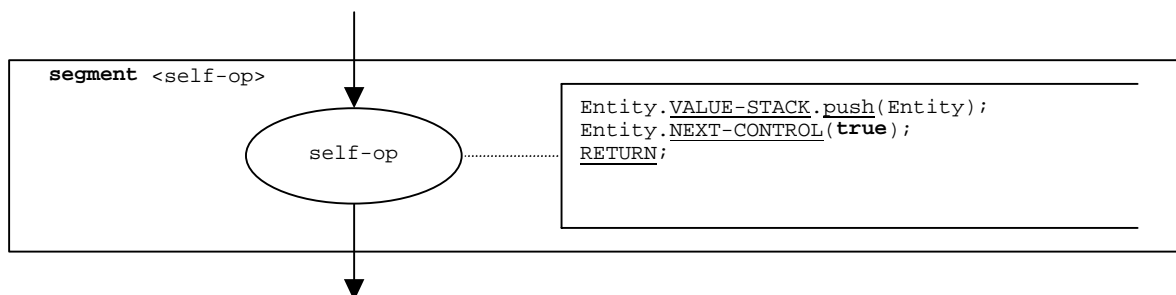 segment <self-op>
self-op
Entity.VALUE-STACK.push(Entity);
Entity.NEXT-CONTROL(true);
RETURN;